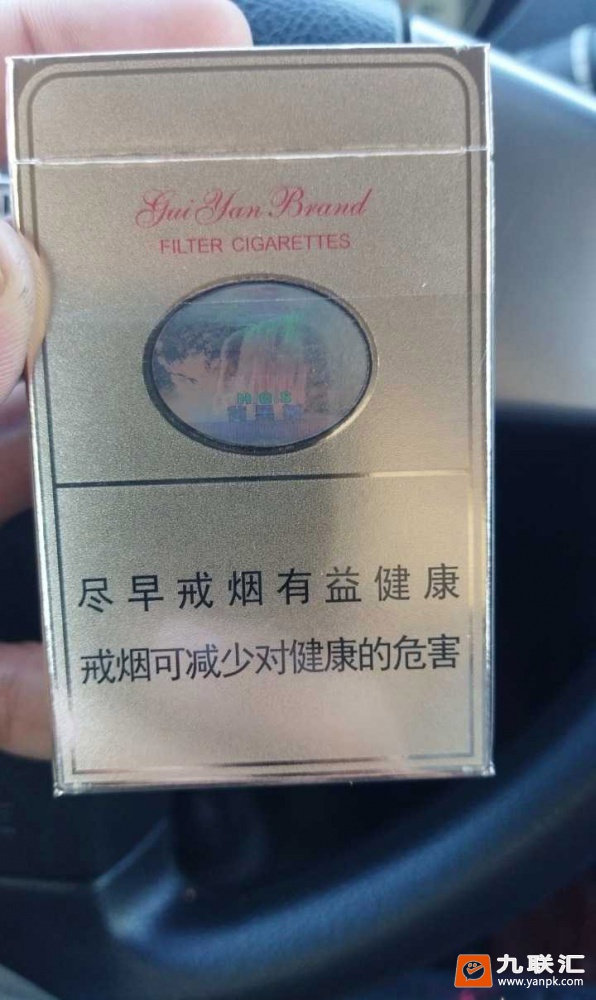 Gui Yan Brand
FILTER CIGARETTES
HGS
尽早戒烟有益健康
戒烟可减少对健康的危害
九联汇
www.yanpk.com